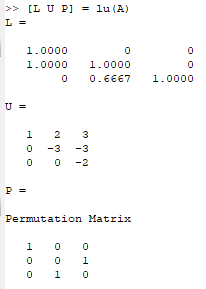 >> [L U P] = lu(A)
L =
1.0000 0 0
1.0000 1.0000 0
0 0.6667 1.0000
U =
1 2 3
0 -3 -3
0 0 -2
P =
Permutation Matrix
1 0 0
0 0 1
0 1 0